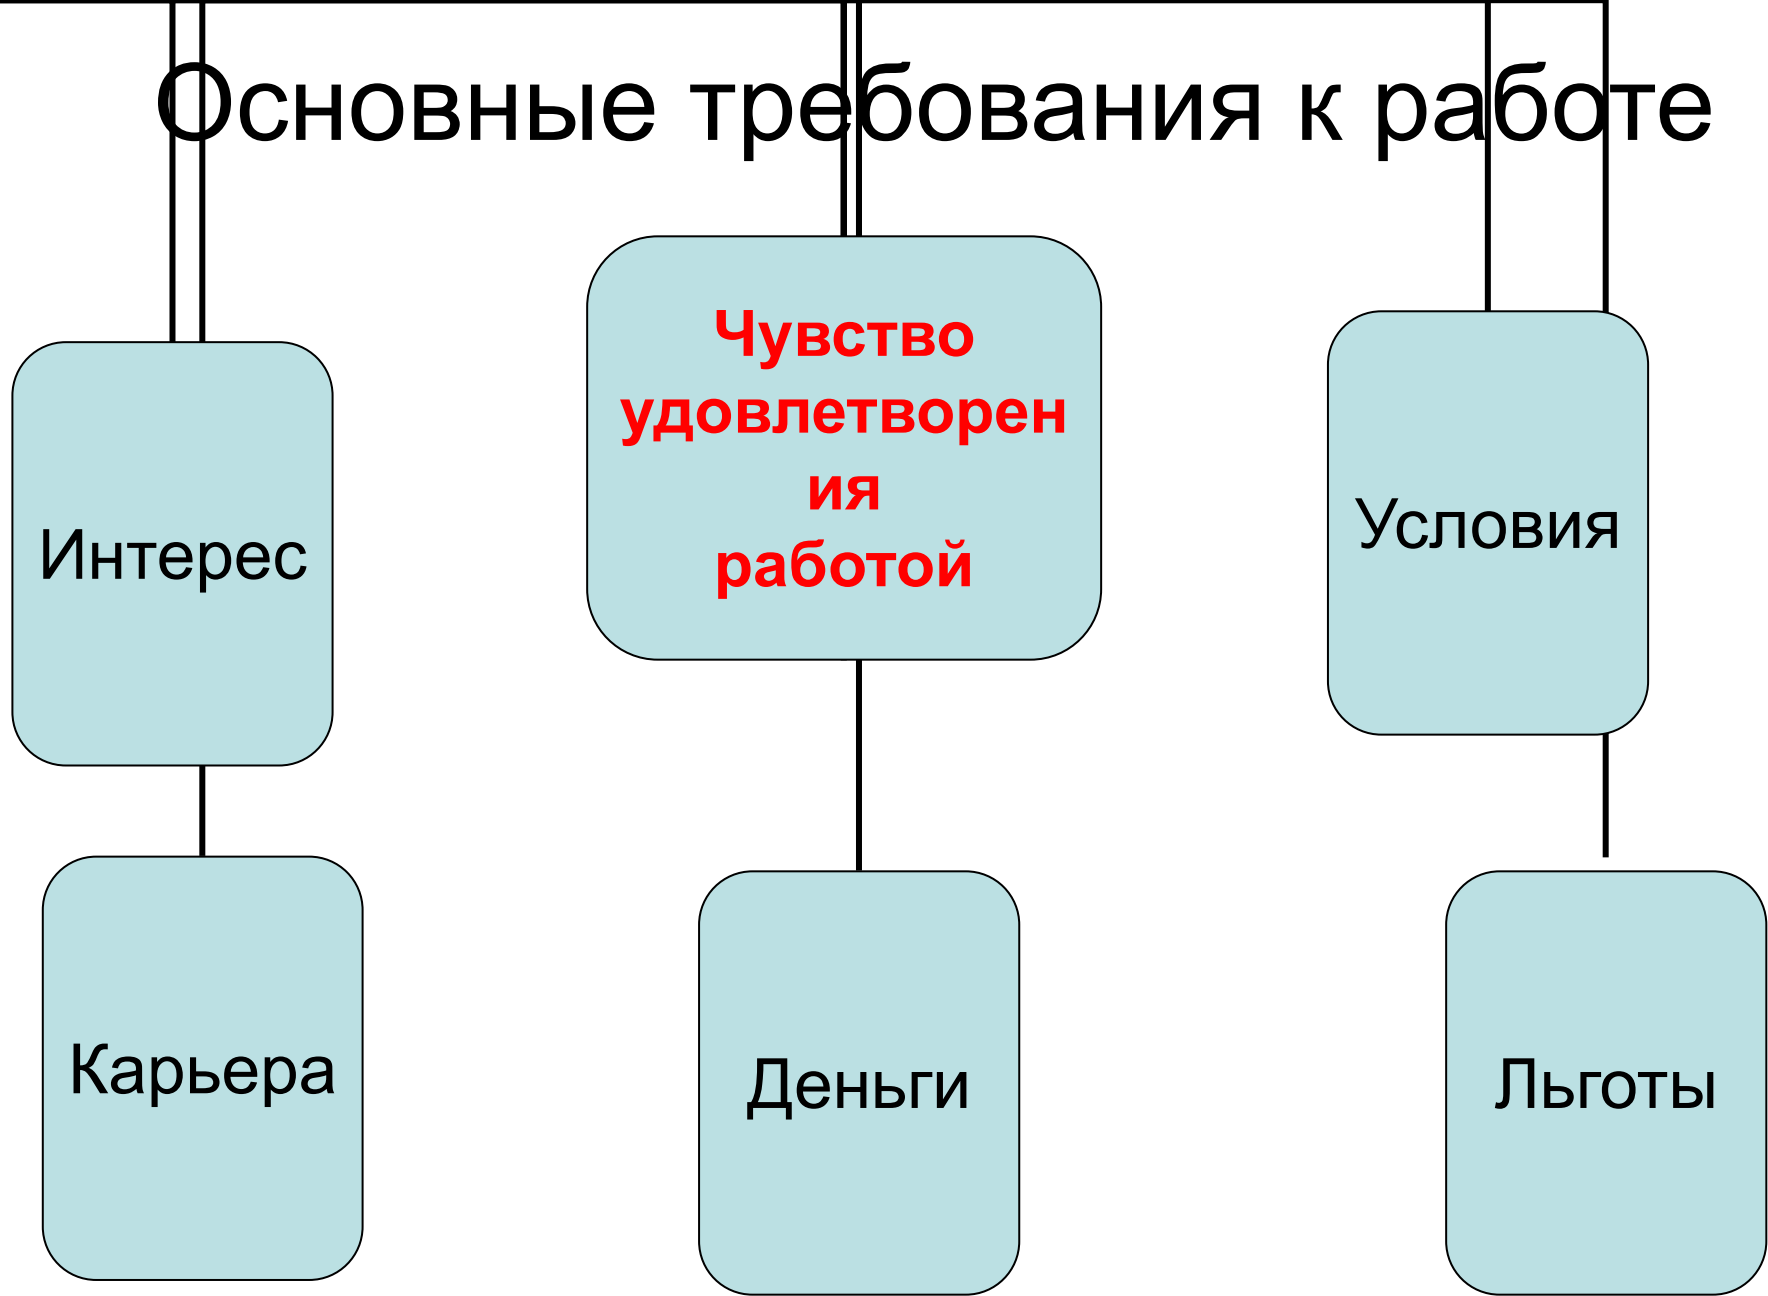 Основные требования к работе
Чувство
удовлетворен
ия
работой
Интерес
Условия
Карьера
Деньги
Льготы